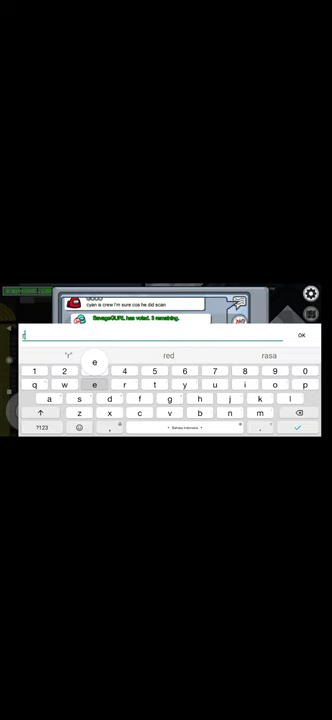 cyan is crew I'm sure cos he did scan
SavageGURL has voted. 3 remaining.
r
OK
"r"
red
rasa
e
1 2 4 5 6 7 8 9 0
q w e r t y u i o p
a s d f g h j k l
z x c v b n m
?123 , Bahasa Indonesia .